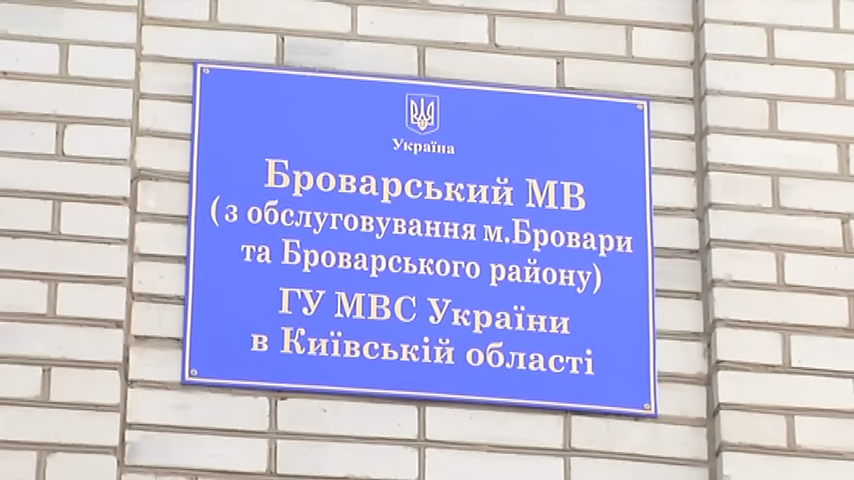 Україна
Броварський МВ
(з обслуговування м.Бровари
та Броварського району)
ГУ МВС України
в Київській області